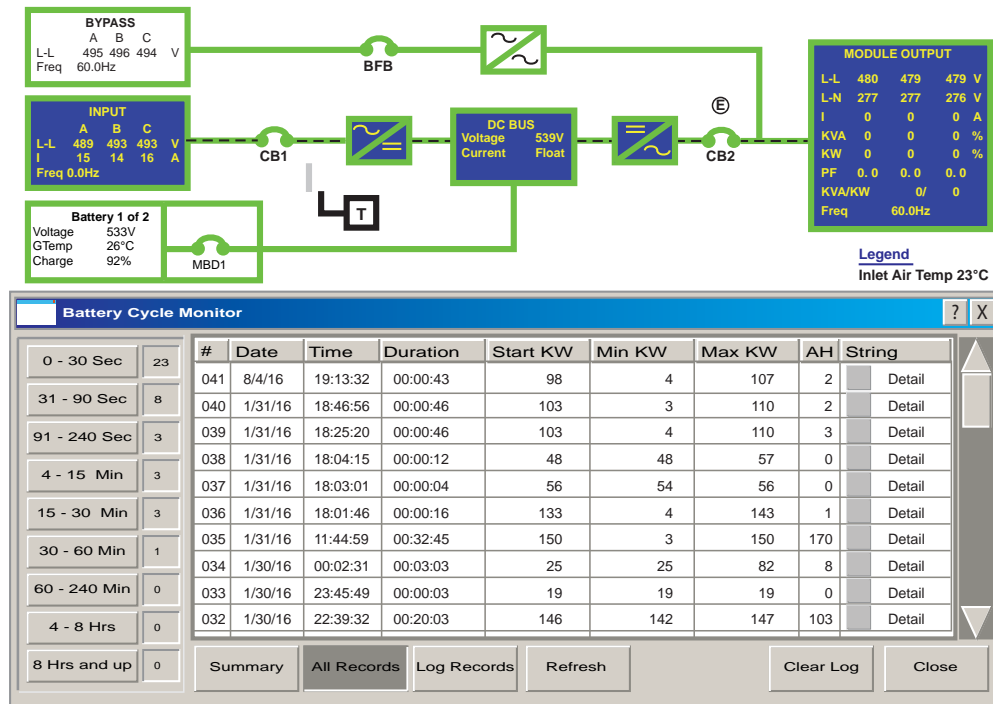 BYPASS
A B C
L-L 495 496 494 V
Freq 60.0Hz
BFB
INPUT
A B C
L-L 489 493 493 V
I 15 14 16 A
Freq 0.0Hz
CB1
T
DC BUS
Voltage 539V
Current Float
E
CB2
MODULE OUTPUT
L-L 480 479 479 V
L-N 277 277 276 V
I 0 0 0 A
KVA 0 0 0 %
KW 0 0 0 %
PF 0. 0 0. 0 0. 0
KVA/KW 0/ 0
Freq 60.0Hz
Battery 1 of 2
Voltage 533V
GTemp 26°C
Charge 92%
MBD1
Legend
Inlet Air Temp 23°C
Battery Cycle Monitor ? X
0 - 30 Sec 23
31 - 90 Sec 8
91 - 240 Sec 3
4 - 15 Min 3
15 - 30 Min 3
30 - 60 Min 1
60 - 240 Min 0
4 - 8 Hrs 0
8 Hrs and up 0
# Date Time Duration Start KW Min KW Max KW AH String
041 8/4/16 19:13:32 00:00:43 98 4 107 2 Detail
040 1/31/16 18:46:56 00:00:46 103 3 110 2 Detail
039 1/31/16 18:25:20 00:00:46 103 4 110 3 Detail
038 1/31/16 18:04:15 00:00:12 48 48 57 0 Detail
037 1/31/16 18:03:01 00:00:04 56 54 56 0 Detail
036 1/31/16 18:01:46 00:00:16 133 4 143 1 Detail
035 1/31/16 11:44:59 00:32:45 150 3 150 170 Detail
034 1/30/16 00:02:31 00:03:03 25 25 82 8 Detail
033 1/30/16 23:45:49 00:00:03 19 19 19 0 Detail
032 1/30/16 22:39:32 00:20:03 146 142 147 103 Detail
Summary All Records Log Records Refresh Clear Log Close